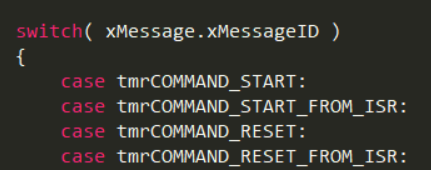 switch( xMessage.xMessageID )
{
case tmrCOMMAND_START:
case tmrCOMMAND_START_FROM_ISR:
case tmrCOMMAND_RESET:
case tmrCOMMAND_RESET_FROM_ISR: